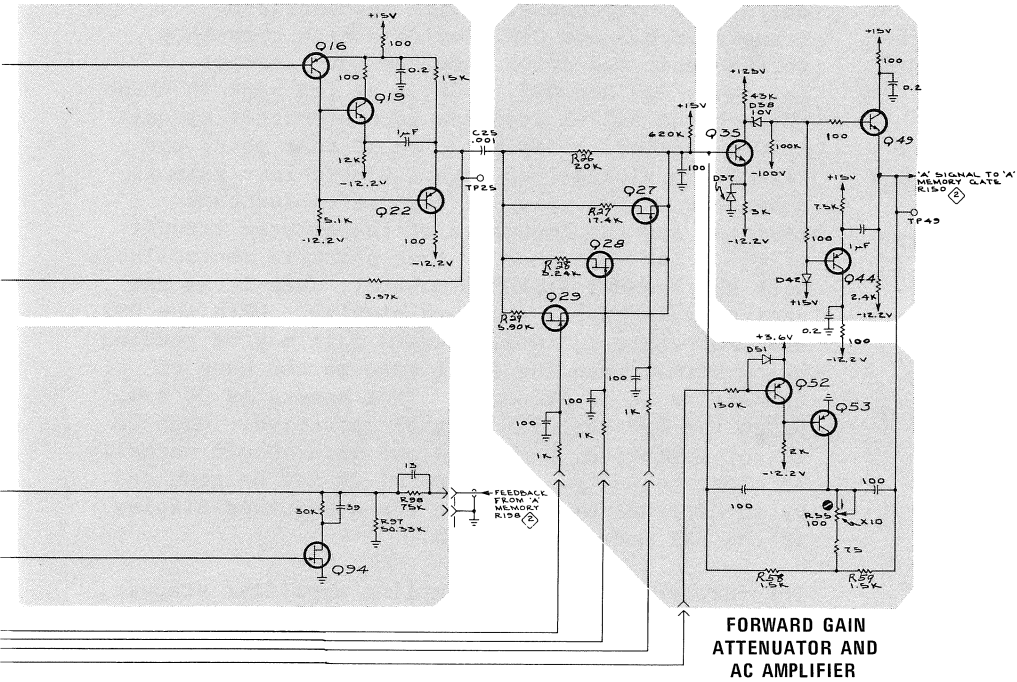 +15V
100
Q16
100
0.2
15K
Q19
1µF
12K
-12.2V
Q22
5.1K
-12.2V
100
-12.2V
TP25
3.57K
C25
.001
R26
20K
+15V
620K
100
Q27
R27
17.4K
Q28
R28
5.24K
Q29
R29
5.90K
100
100
100
1K
1K
1K
+125V
43K
D38
10V
Q35
D37
3K
-12.2V
100K
-100V
100
+15V
100
0.2
Q49
'A' SIGNAL TO 'A'
MEMORY GATE
R150 2
TP49
+15V
7.5K
1µF
100
Q44
D42
+15V
2.4K
-12.2V
0.2
100
-12.2V
+3.6V
D51
Q52
130K
Q53
2K
-12.2V
100
100
R55
100
X10
75
R58
1.5K
R59
1.5K
13
R98
75K
30K
39
R97
50.33K
Q94
FEEDBACK
FROM 'A'
MEMORY
R198 2
FORWARD GAIN
ATTENUATOR AND
AC AMPLIFIER